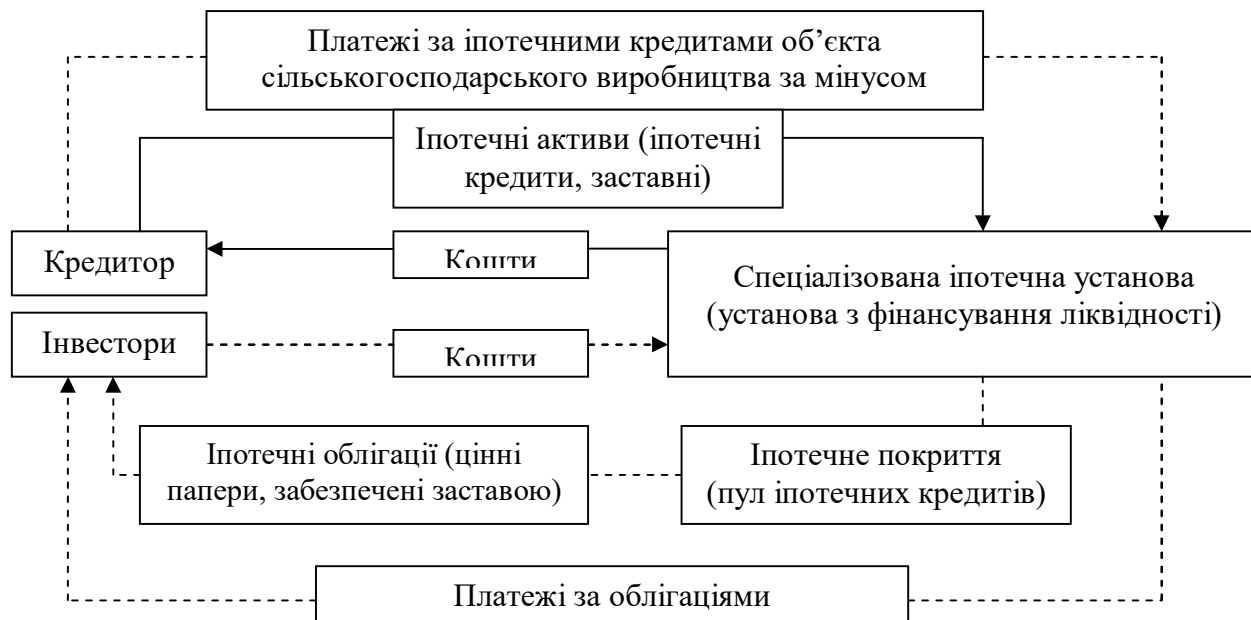 Платежі за іпотечними кредитами об’єкта
сільськогосподарського виробництва за мінусом
Іпотечні активи (іпотечні
кредити, заставні)
Кредитор
Кошти
Спеціалізована іпотечна установа
(установа з фінансування ліквідності)
Інвестори
Кошти
Іпотечні облігації (цінні
папери, забезпечені заставою)
Іпотечне покриття
(пул іпотечних кредитів)
Платежі за облігаціями